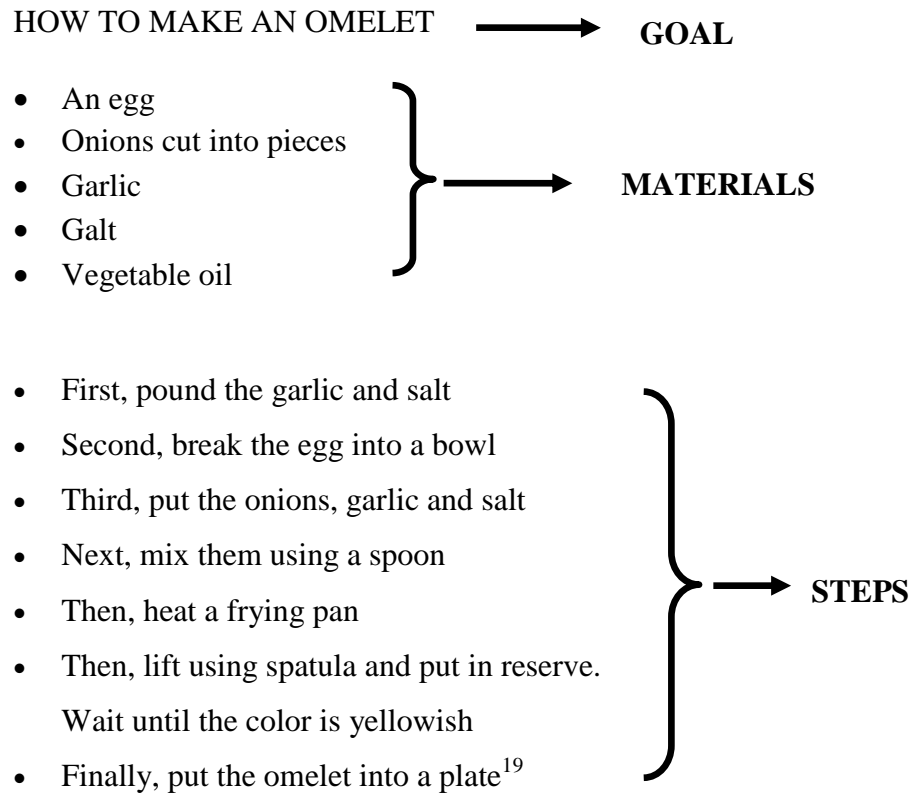 HOW TO MAKE AN OMELET GOAL
• An egg
• Onions cut into pieces
• Garlic
MATERIALS
• Galt
• Vegetable oil
• First, pound the garlic and salt
• Second, break the egg into a bowl
• Third, put the onions, garlic and salt
• Next, mix them using a spoon
• Then, heat a frying pan
STEPS
• Then, lift using spatula and put in reserve.
Wait until the color is yellowish
• Finally, put the omelet into a plate19